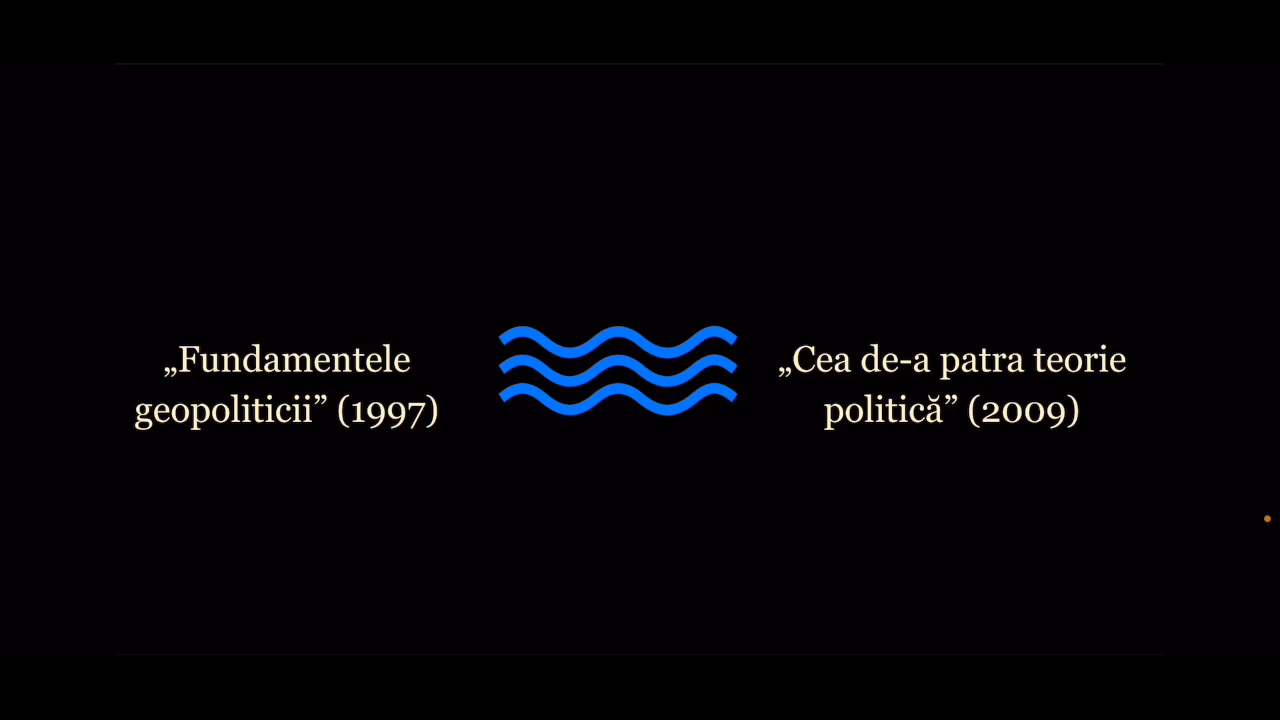 „Fundamentele
geopoliticii” (1997)
„Cea de-a patra teorie
politică” (2009)